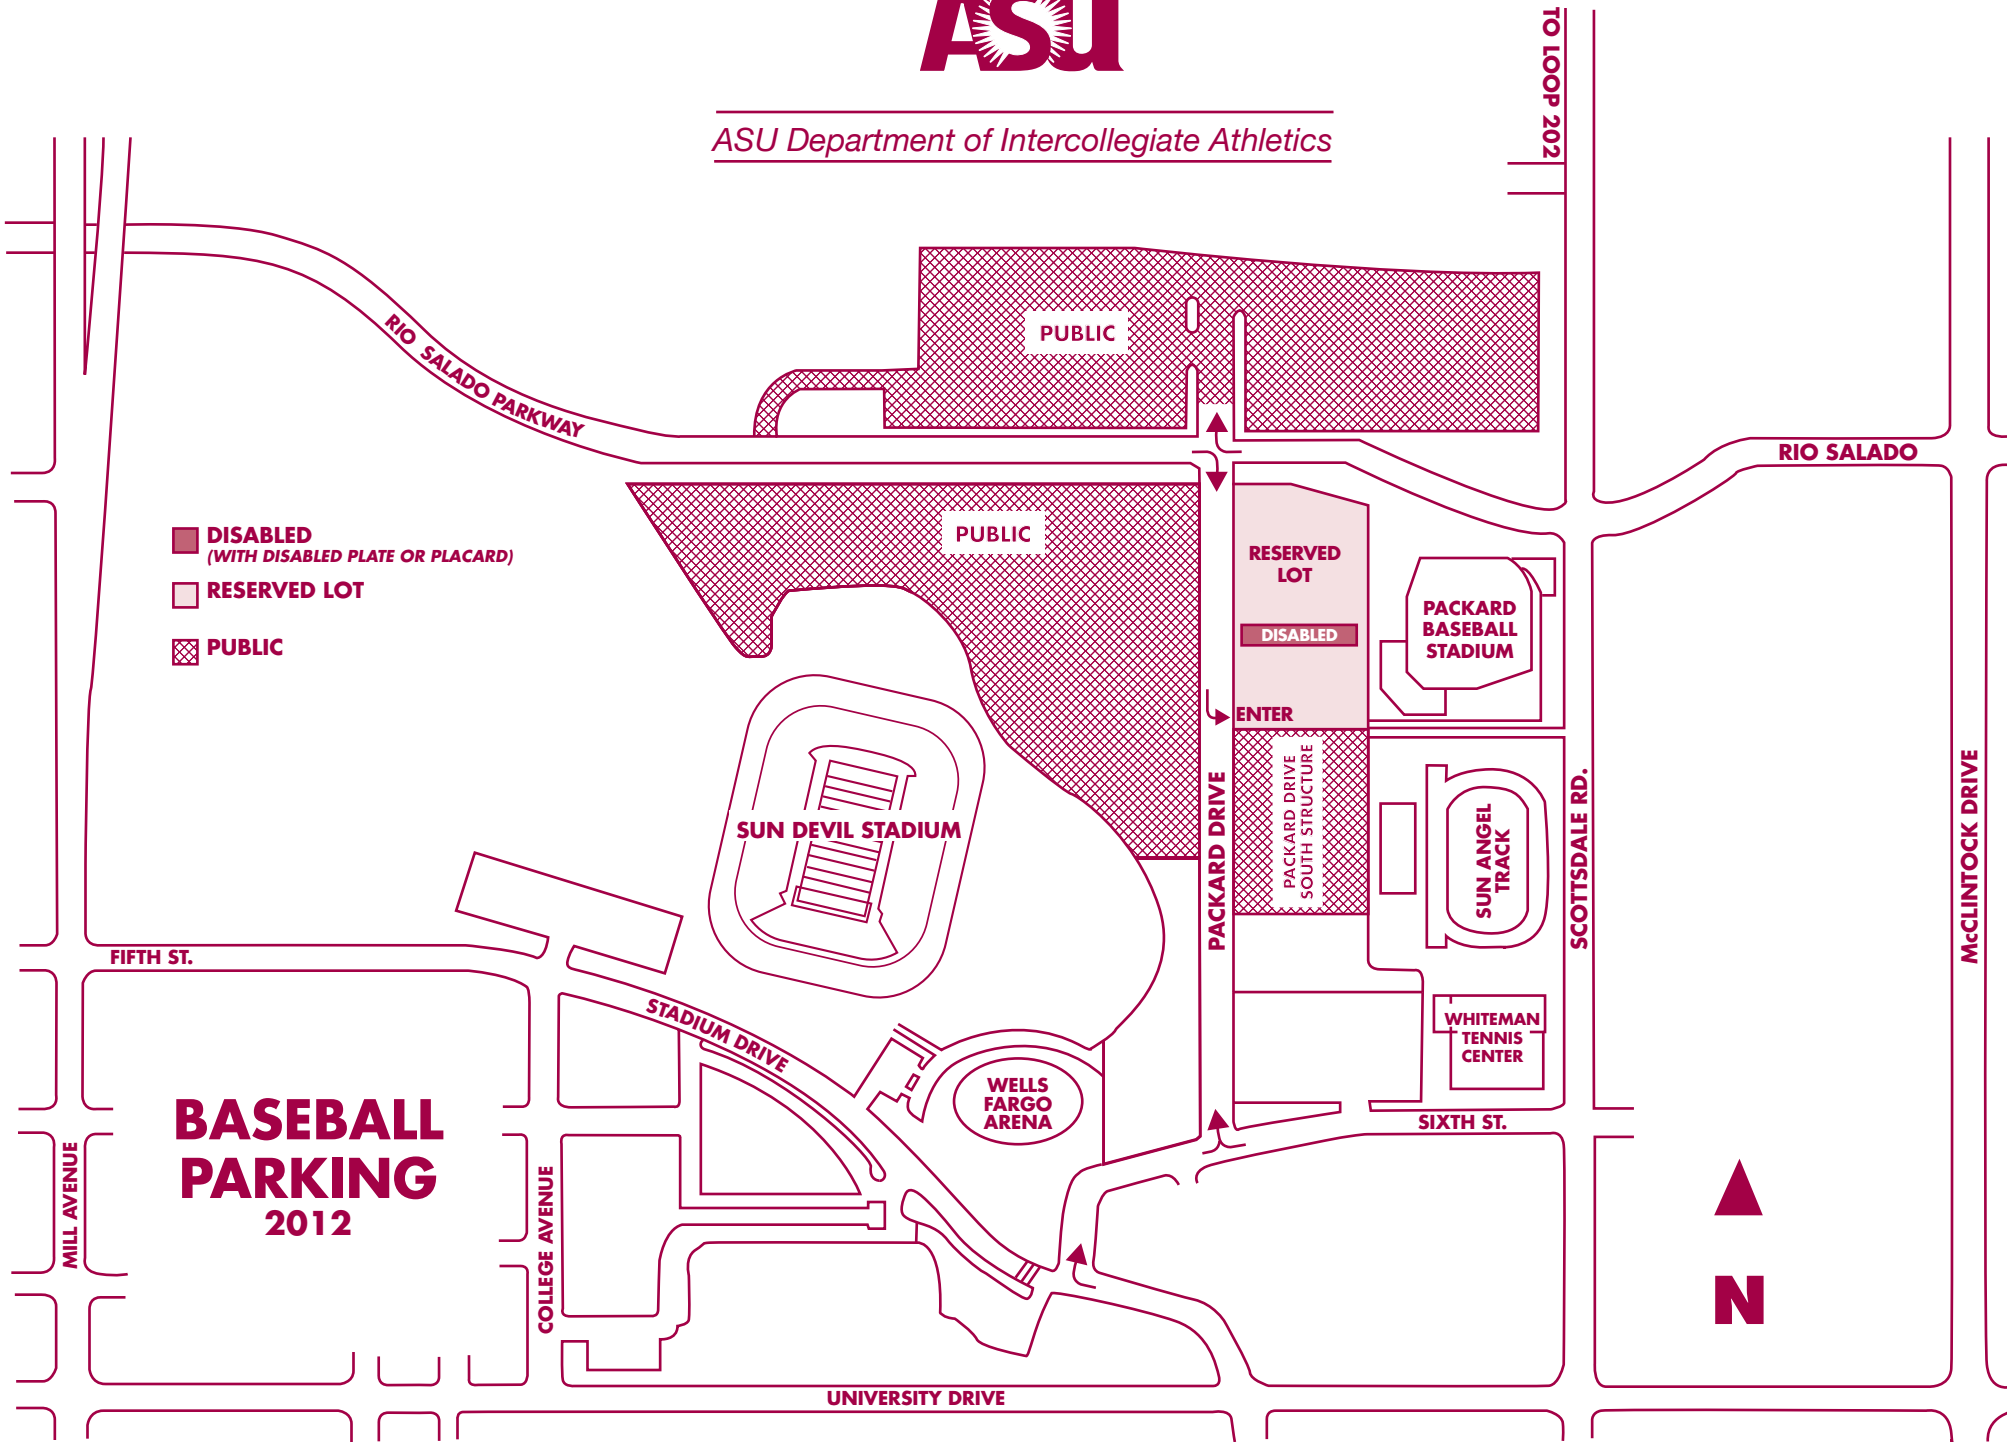 ASU
ASU Department of Intercollegiate Athletics
TO LOOP 202
PUBLIC
RIO SALADO PARKWAY
RIO SALADO
PUBLIC
DISABLED
(WITH DISABLED PLATE OR PLACARD)
RESERVED LOT
PUBLIC
RESERVED
LOT
DISABLED
PACKARD
BASEBALL
STADIUM
ENTER
PACKARD DRIVE
SOUTH STRUCTURE
PACKARD DRIVE
SUN DEVIL STADIUM
SUN ANGEL
TRACK
SCOTTSDALE RD.
McCLINTOCK DRIVE
FIFTH ST.
STADIUM DRIVE
WHITEMAN
TENNIS
CENTER
WELLS
FARGO
ARENA
SIXTH ST.
BASEBALL
PARKING
2012
MILL AVENUE
COLLEGE AVENUE
N
UNIVERSITY DRIVE